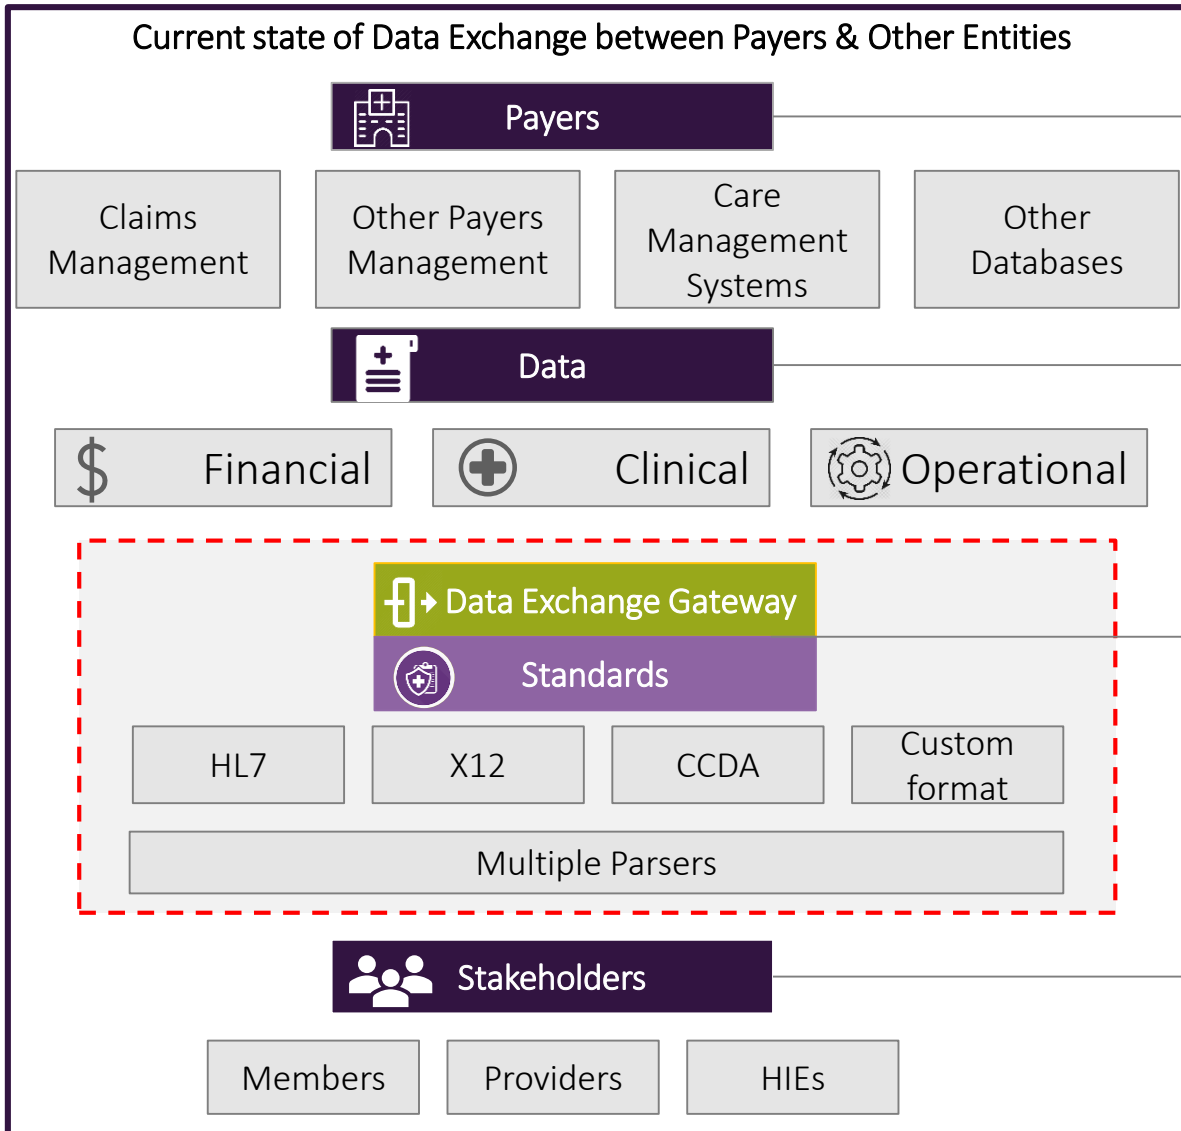 Current state of Data Exchange between Payers & Other Entities
Payers
Claims
Management
Other Payers
Management
Care
Management
Systems
Other
Databases
Data
$ Financial
Clinical
Operational
Data Exchange Gateway
Standards
HL7
X12
CCDA
Custom
format
Multiple Parsers
Stakeholders
Members
Providers
HIEs